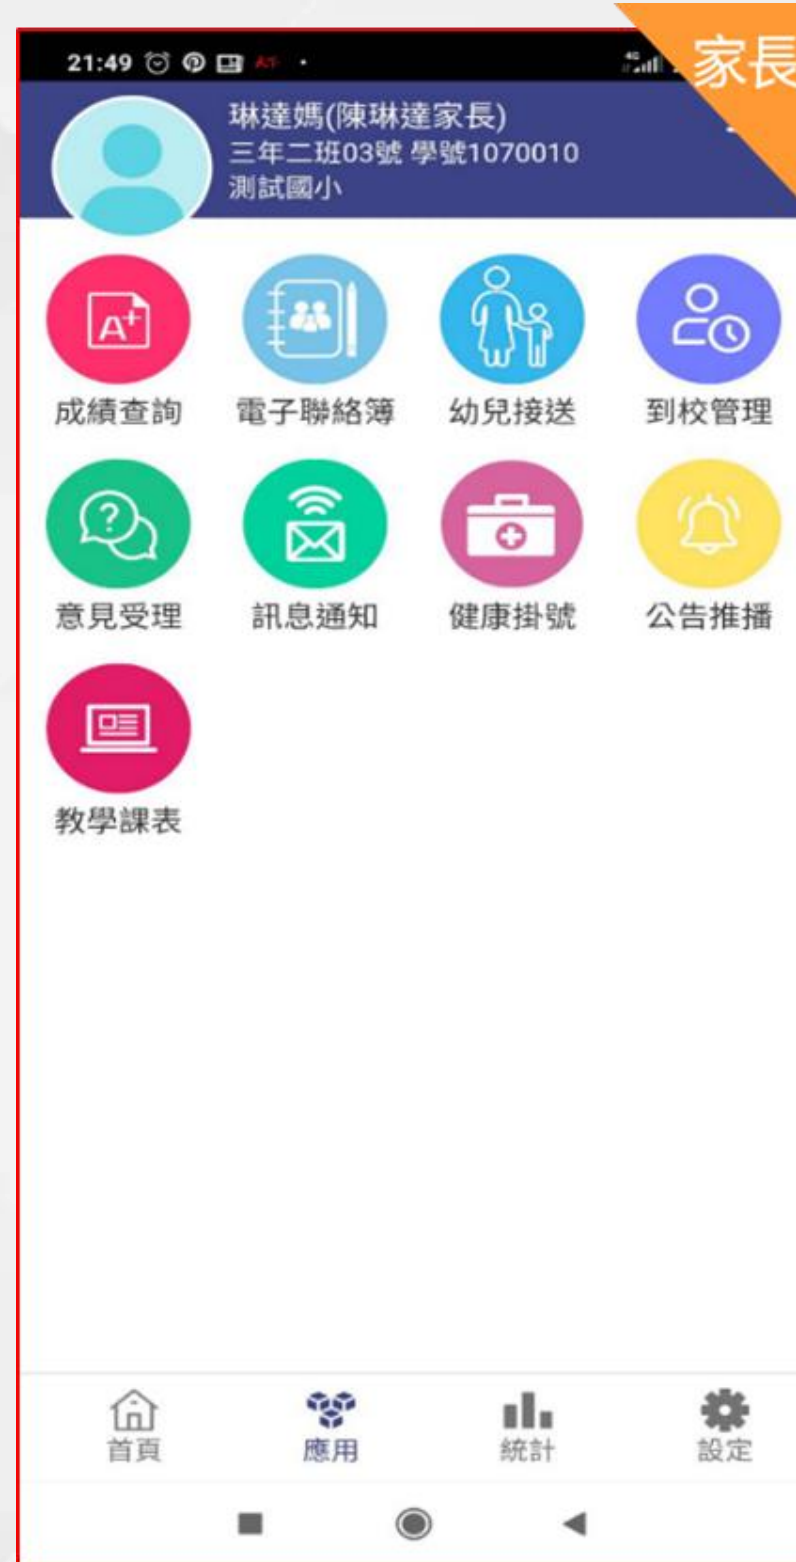 家長
21:49
4G
琳達媽(陳琳達家長)
三年二班03號 學號1070010
測試國小
A+
成績查詢 電子聯絡簿 幼兒接送 到校管理
?
意見受理 訊息通知 健康掛號 公告推播
教學課表
首頁 應用 統計 設定